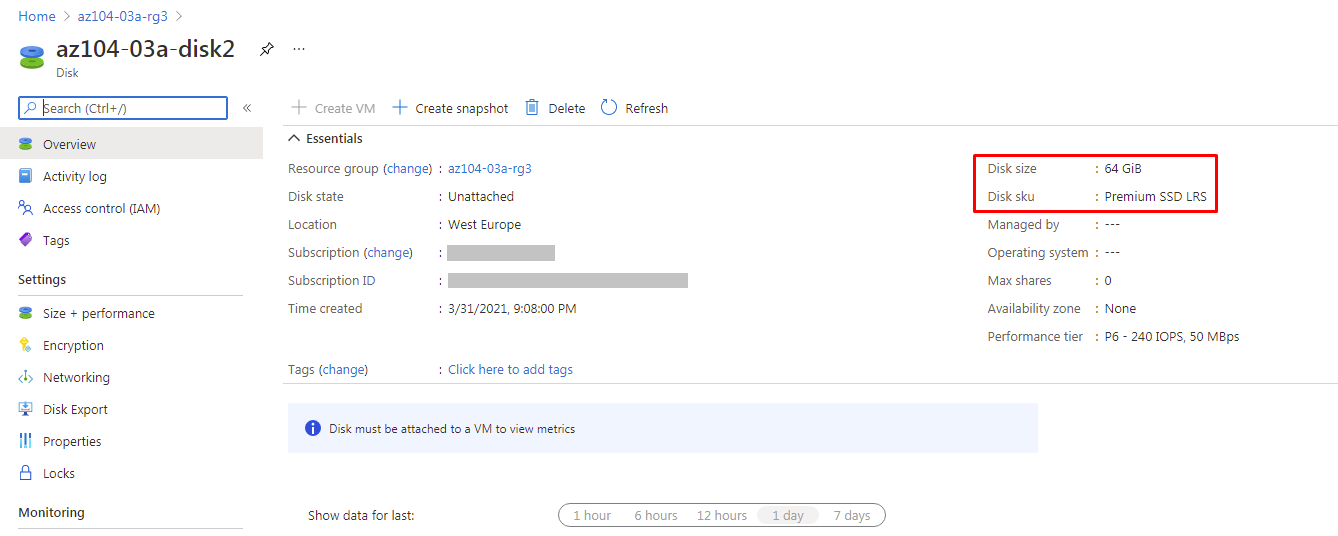 Home > az104-03a-rg3 >
az104-03a-disk2 ...
Disk
Search (Ctrl+/) «
Overview
Activity log
Access control (IAM)
Tags
Settings
Size + performance
Encryption
Networking
Disk Export
Properties
Locks
Monitoring
+ Create VM + Create snapshot Delete Refresh
Essentials
Resource group (change) : az104-03a-rg3
Disk state : Unattached
Location : West Europe
Subscription (change) :
Subscription ID :
Time created : 3/31/2021, 9:08:00 PM
Disk size : 64 GiB
Disk sku : Premium SSD LRS
Managed by : ---
Operating system : ---
Max shares : 0
Availability zone : None
Performance tier : P6 - 240 IOPS, 50 MBps
Tags (change) : Click here to add tags
Disk must be attached to a VM to view metrics
Show data for last: 1 hour 6 hours 12 hours 1 day 7 days